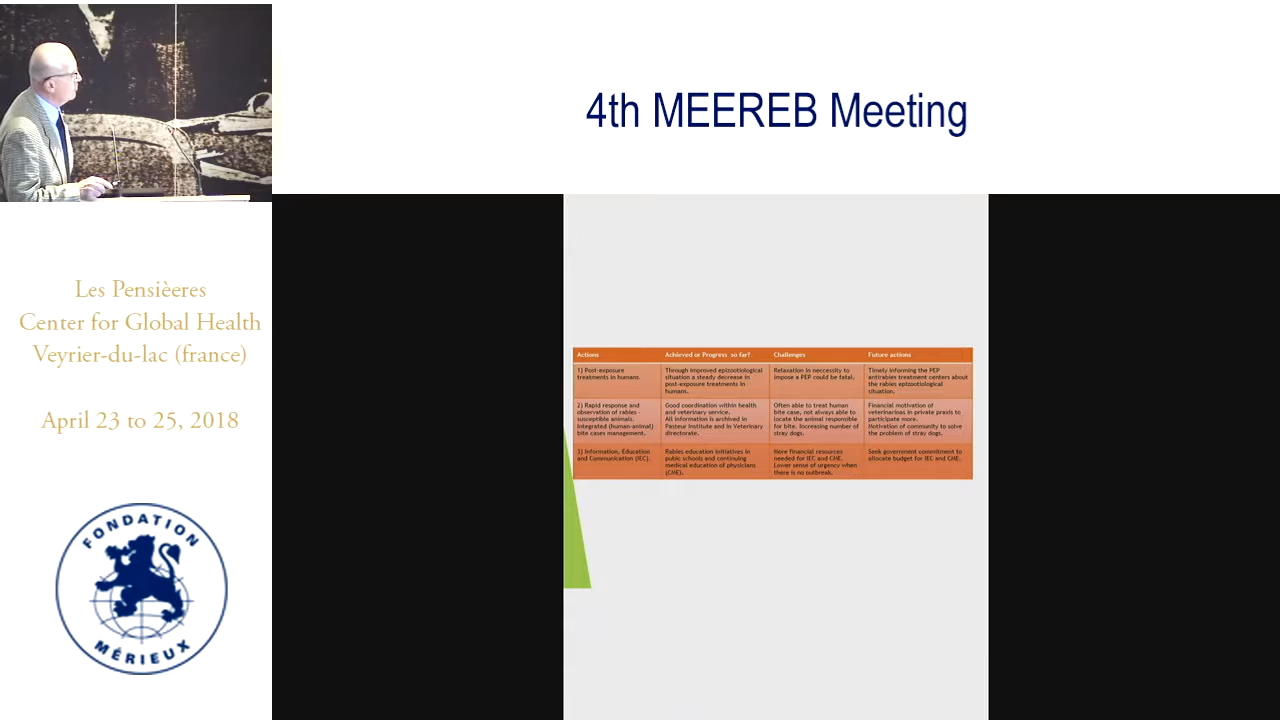 4th MEEREB Meeting
Les Pensièeres
Center for Global Health
Veyrier-du-lac (france)
April 23 to 25, 2018
FONDATION
MÉRIEUX
Actions
Achieved or Progress so far?
Challenges
Future actions
1) Post-exposure
treatments in humans.
Through improved epizootiological
situation a steady decrease in
post-exposure treatments in
humans.
Relaxation in neccessity to
impose a PEP could be fatal.
Timely informing the PEP
antirabies treatment centers about
the rabies epizootiological
situation.
2) Rapid response and
observation of rabies -
susceptible animals.
Integrated (human-animal)
bite cases management.
Good coordination within health
and veterinary service.
All information is archived in
Pasteur Institute and in Veterinary
directorate.
Often able to treat human
bite case, not always able to
locate the animal responsible
for bite. Increasing number of
stray dogs.
Financial motivation of
veterinarinas in private praxis to
participate more.
Motivation of community to solve
the problem of stray dogs.
3) Information, Education
and Communication (IEC).
Rabies education initiatives in
public schools and continuing
medical education of physicians
(CME).
More financial resources
needed for IEC and CME.
Lower sense of urgency when
there is no outbreak.
Seek government commitment to
allocate budget for IEC and CME.